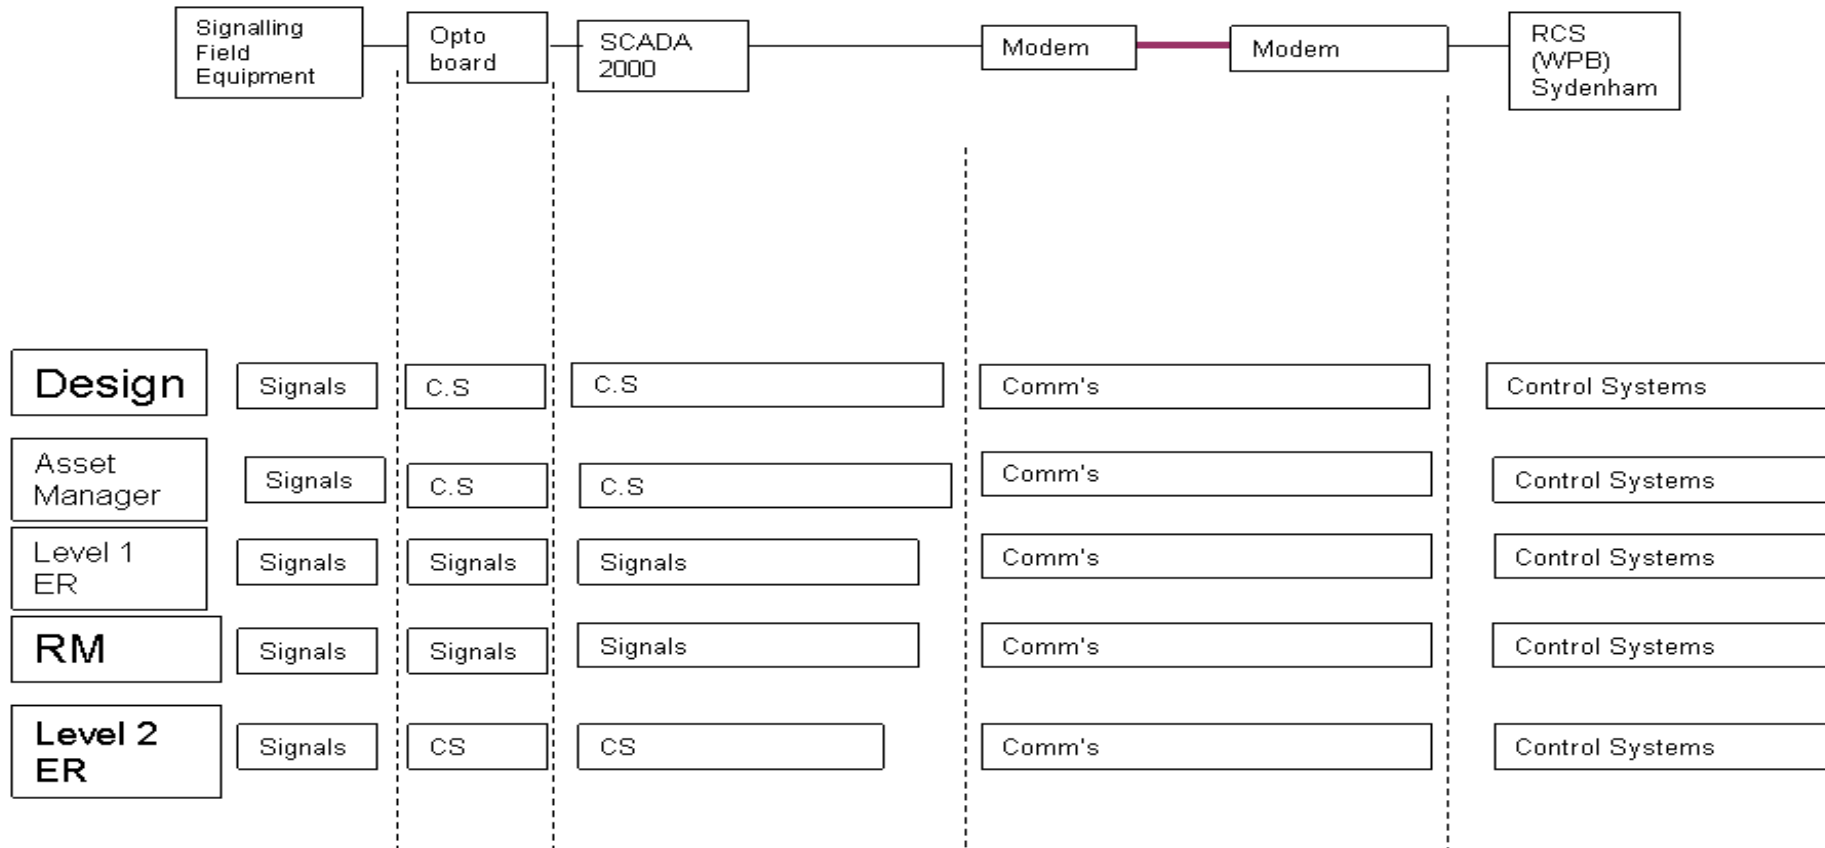 Signalling
Field
Equipment
Opto
board
SCADA
2000
Modem
Modem
RCS
(WPB)
Sydenham
Design
Signals
C.S
C.S
Comm's
Control Systems
Asset
Manager
Signals
C.S
C.S
Comm's
Control Systems
Level 1
ER
Signals
Signals
Signals
Comm's
Control Systems
RM
Signals
Signals
Signals
Comm's
Control Systems
Level 2
ER
Signals
CS
CS
Comm's
Control Systems